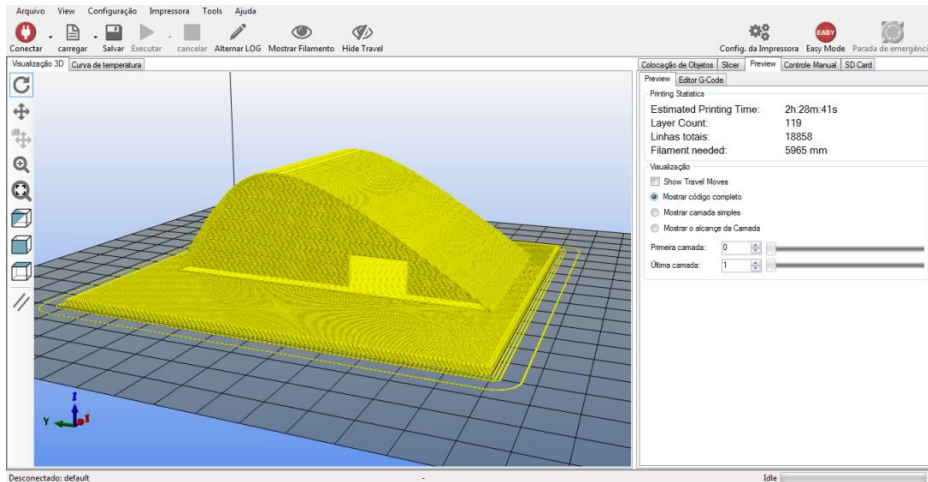 Arquivo View Configuração Impressora Tools Ajuda
Conectar carregar Salvar Executar cancelar Alternar LOG Mostrar Filamento Hide Travel Config. da Impressora EASY Easy Mode Parada de emergênci
Visualização 3D Curva de temperatura
Colocação de Objetos Slicer Preview Controle Manual SD Card
Preview Editor G-Code
Printing Statistics
Estimated Printing Time: 2h:28m:41s
Layer Count: 119
Linhas totais: 18858
Filament needed: 5965 mm
Visualização
Show Travel Moves
Mostrar código completo
Mostrar camada simples
Mostrar o alcançe da Camada
Primeira camada: 0
Última camada: 1
Z
Y
Desconectado: default - Idle